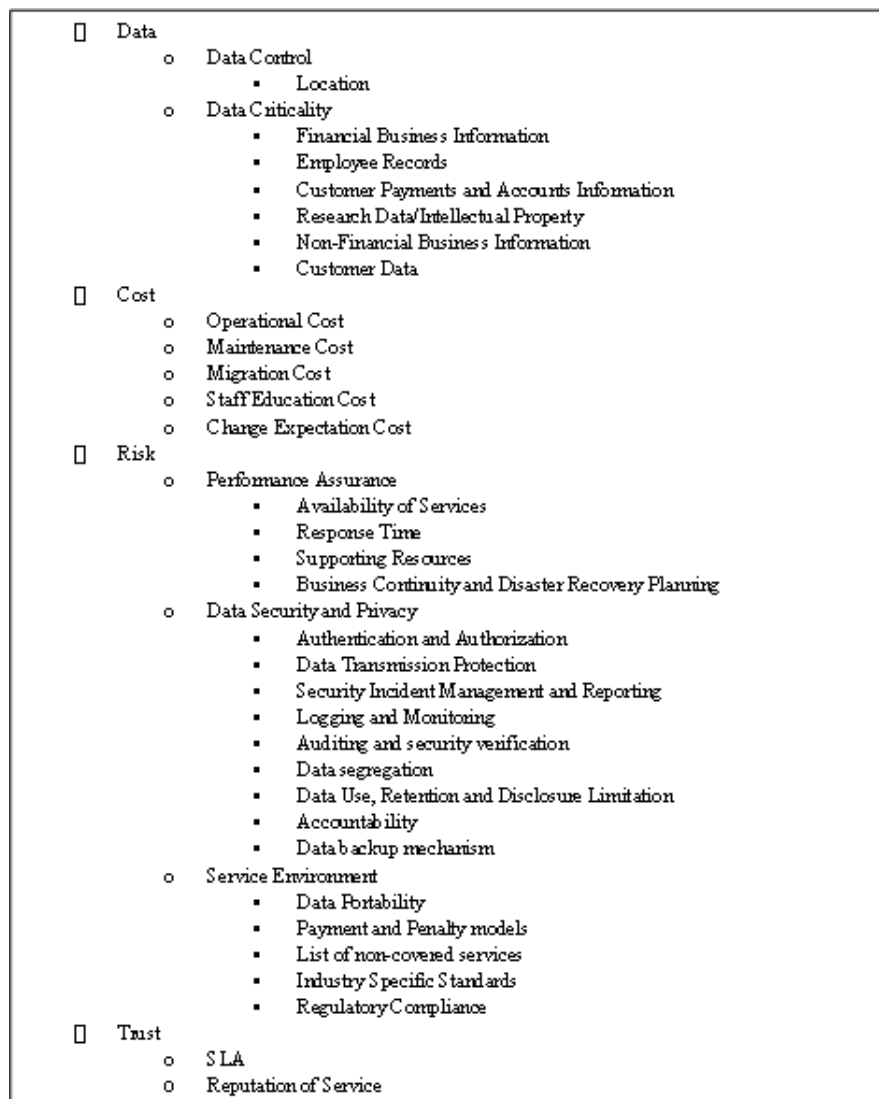 ▯ Data
o Data Control
▪ Location
o Data Criticality
▪ Financial Business Information
▪ Employee Records
▪ Customer Payments and Accounts Information
▪ Research Data/Intellectual Property
▪ Non-Financial Business Information
▪ Customer Data
▯ Cost
o Operational Cost
o Maintenance Cost
o Migration Cost
o Staff Education Cost
o Change Expectation Cost
▯ Risk
o Performance Assurance
▪ Availability of Services
▪ Response Time
▪ Supporting Resources
▪ Business Continuity and Disaster Recovery Planning
o Data Security and Privacy
▪ Authentication and Authorization
▪ Data Transmission Protection
▪ Security Incident Management and Reporting
▪ Logging and Monitoring
▪ Auditing and security verification
▪ Data segregation
▪ Data Use, Retention and Disclosure Limitation
▪ Accountability
▪ Data backup mechanism
o Service Environment
▪ Data Portability
▪ Payment and Penalty models
▪ List of non-covered services
▪ Industry Specific Standards
▪ Regulatory Compliance
▯ Trust
o SLA
o Reputation of Service